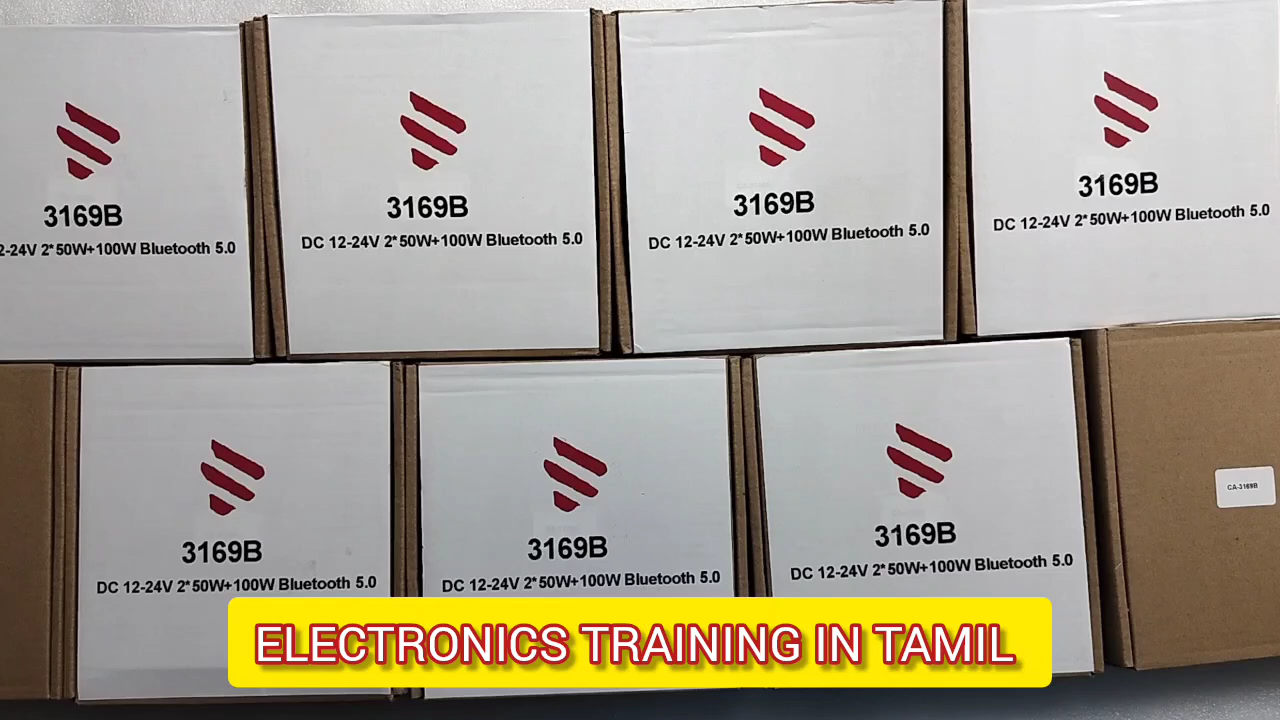 3169B
2-24V 2*50W+100W Bluetooth 5.0
3169B
DC 12-24V 2*50W+100W Bluetooth 5.0
3169B
DC 12-24V 2*50W+100W Bluetooth 5.0
3169B
DC 12-24V 2*50W+100W Bluetooth 5.0
3169B
DC 12-24V 2*50W+100W Bluetooth 5.0
3169B
DC 12-24V 2*50W+100W Bluetooth 5.0
3169B
DC 12-24V 2*50W+100W Bluetooth 5.0
CA-3169B
ELECTRONICS TRAINING IN TAMIL